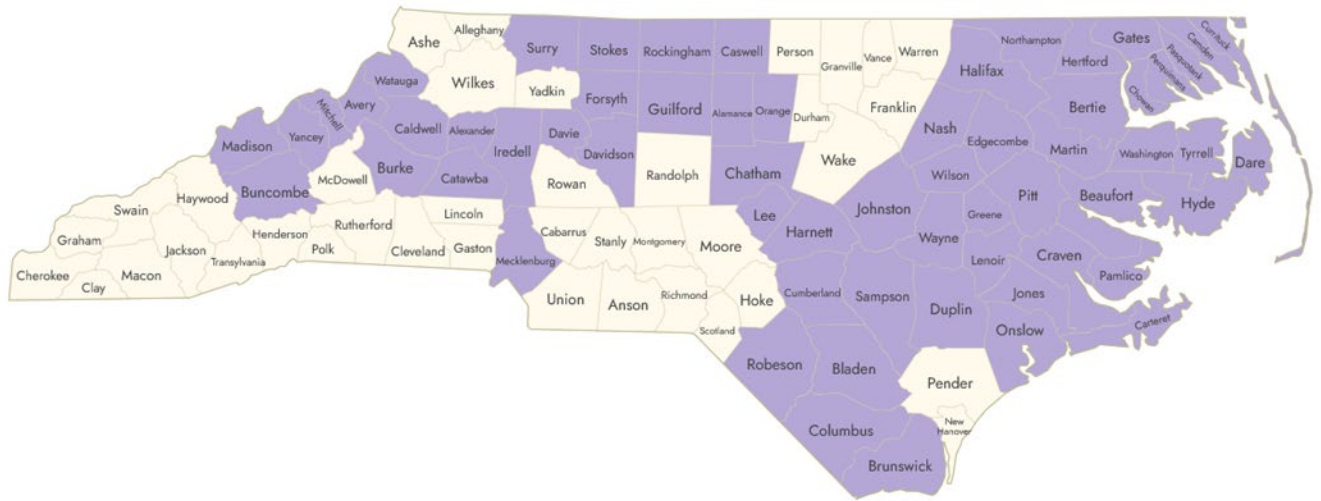 Ashe
Alleghany
Surry
Stokes
Rockingham
Caswell
Person
Granville
Vance
Warren
Northampton
Gates
Currituck
Camden
Pasquotank
Perquimans
Chowan
Hertford
Halifax
Watauga
Wilkes
Yadkin
Forsyth
Guilford
Alamance
Orange
Durham
Franklin
Nash
Bertie
Mitchell
Avery
Madison
Yancey
Caldwell
Alexander
Iredell
Davie
Davidson
Edgecombe
Martin
Washington
Tyrrell
Dare
Buncombe
McDowell
Burke
Catawba
Rowan
Randolph
Chatham
Wake
Wilson
Haywood
Swain
Rutherford
Lincoln
Lee
Johnston
Greene
Pitt
Beaufort
Hyde
Graham
Jackson
Henderson
Polk
Cleveland
Gaston
Cabarrus
Stanly
Montgomery
Moore
Harnett
Wayne
Lenoir
Craven
Cherokee
Clay
Macon
Transylvania
Mecklenburg
Pamlico
Union
Anson
Richmond
Hoke
Cumberland
Sampson
Duplin
Jones
Carteret
Scotland
Onslow
Robeson
Bladen
Pender
Columbus
New
Hanover
Brunswick